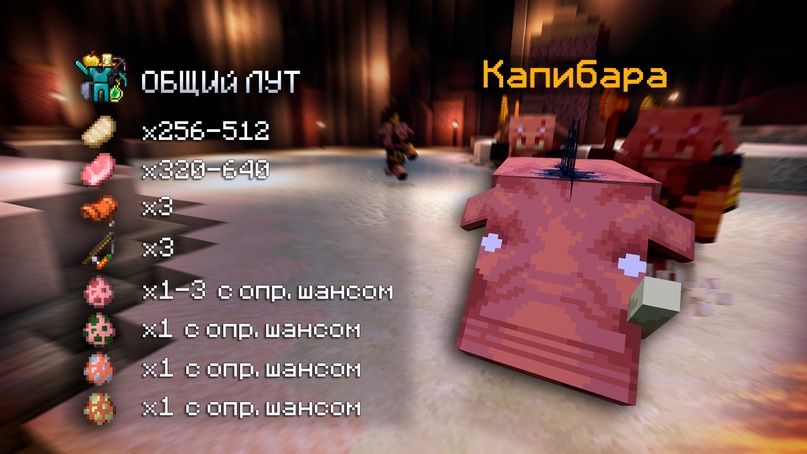 ОБЩИЙ ЛУТ
Капибара
x256-512
x320-640
x3
x3
x1-3 с опр. шансом
x1 с опр. шансом
x1 с опр. шансом
x1 с опр. шансом